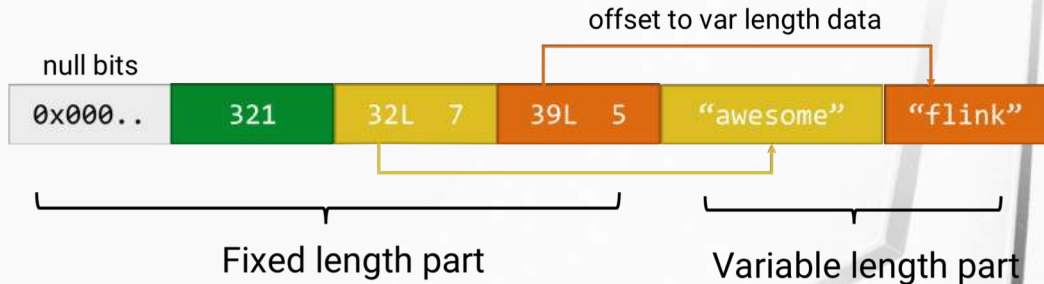 offset to var length data
null bits
0x000.. 321 32L 7 39L 5 “awesome” “flink”
Fixed length part Variable length part